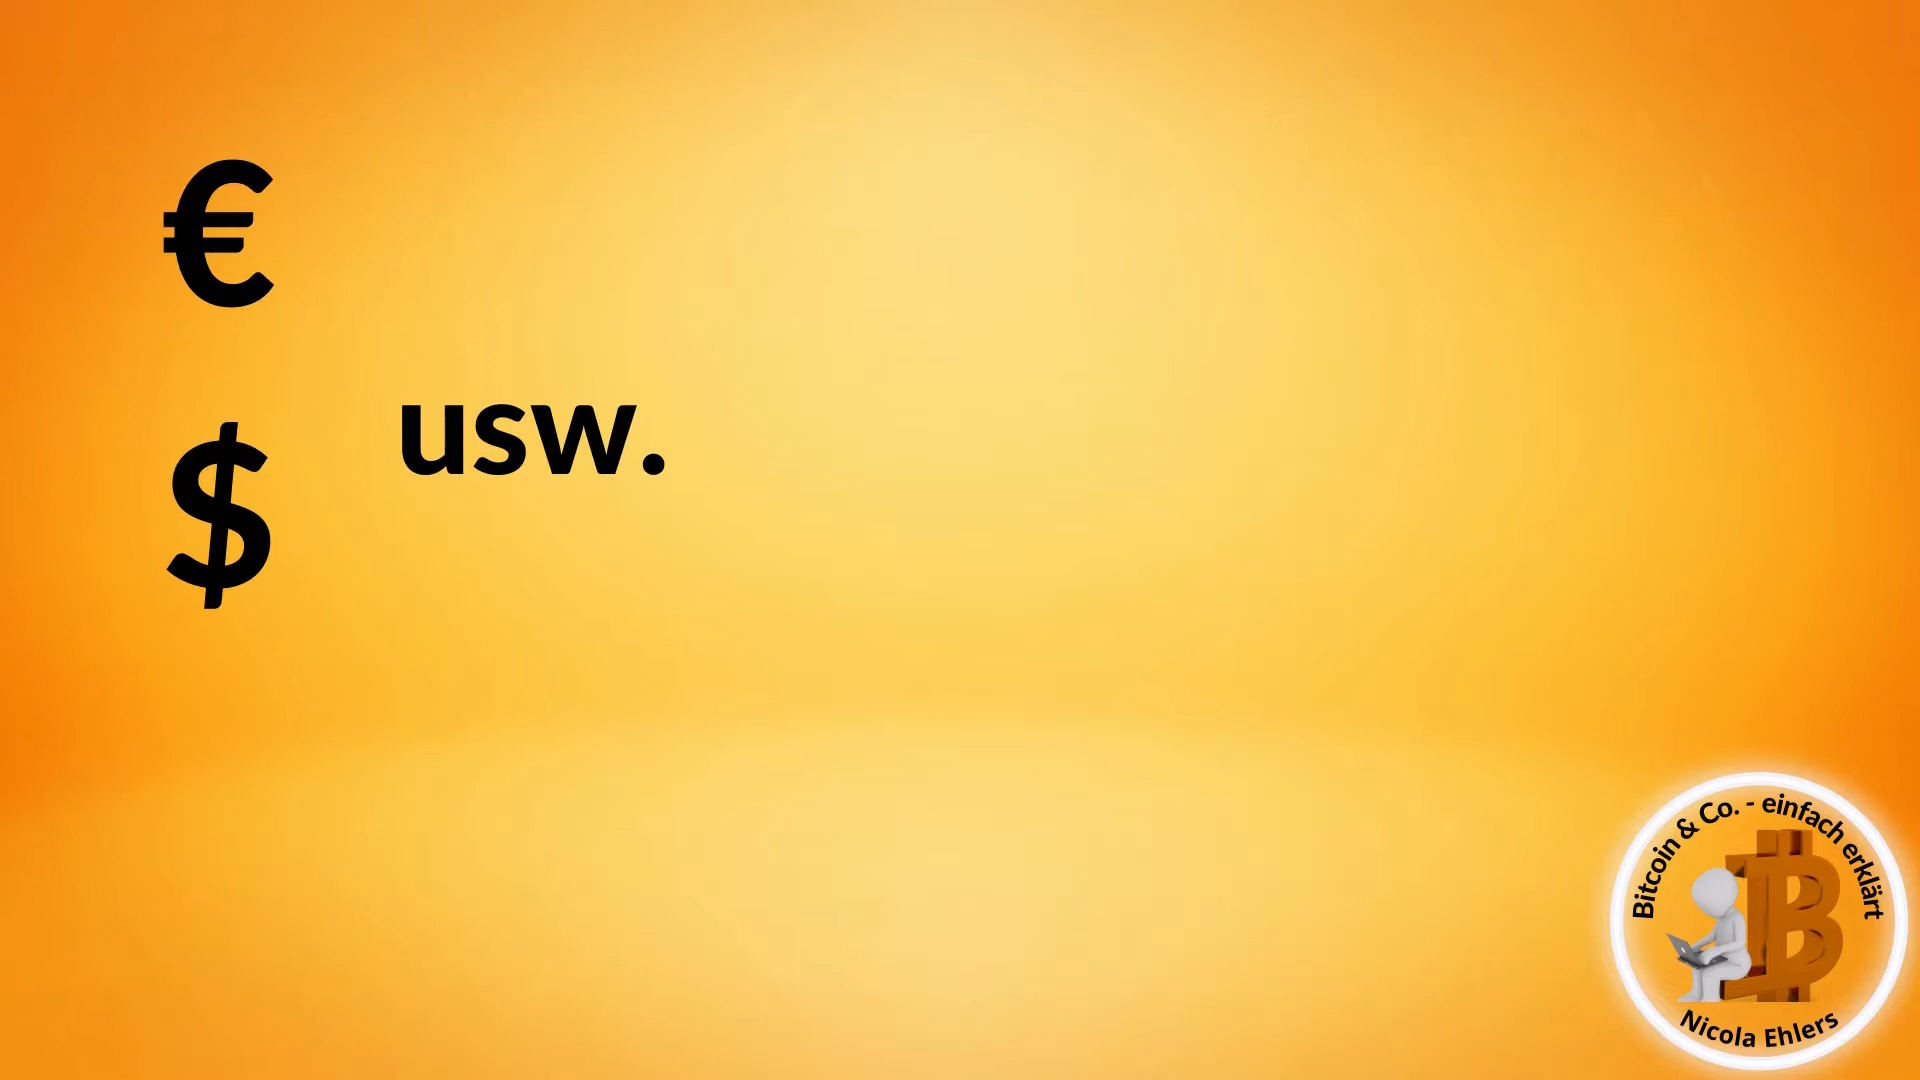 €
usw.
$
Bitcoin & Co. - einfach erklärt
Nicola Ehlers